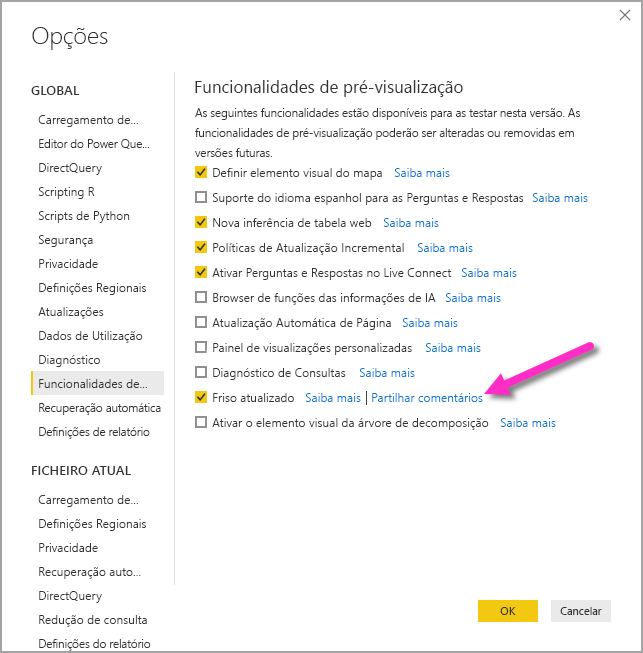 Opções
GLOBAL
Carregamento de...
Editor do Power Que...
DirectQuery
Scripting R
Scripts de Python
Segurança
Privacidade
Definições Regionais
Atualizações
Dados de Utilização
Diagnóstico
Funcionalidades de...
Recuperação automática
Definições de relatório
FICHEIRO ATUAL
Carregamento de...
Definições Regionais
Privacidade
Recuperação auto...
DirectQuery
Redução de consulta
Definições do relatório
Funcionalidades de pré-visualização
As seguintes funcionalidades estão disponíveis para as testar nesta versão. As
funcionalidades de pré-visualização poderão ser alteradas ou removidas em
versões futuras.
Definir elemento visual do mapa Saiba mais
Suporte do idioma espanhol para as Perguntas e Respostas Saiba mais
Nova inferência de tabela web Saiba mais
Políticas de Atualização Incremental Saiba mais
Ativar Perguntas e Respostas no Live Connect Saiba mais
Browser de funções das informações de IA Saiba mais
Atualização Automática de Página Saiba mais
Painel de visualizações personalizadas Saiba mais
Diagnóstico de Consultas Saiba mais
Friso atualizado Saiba mais | Partilhar comentários
Ativar o elemento visual da árvore de decomposição Saiba mais
OK Cancelar